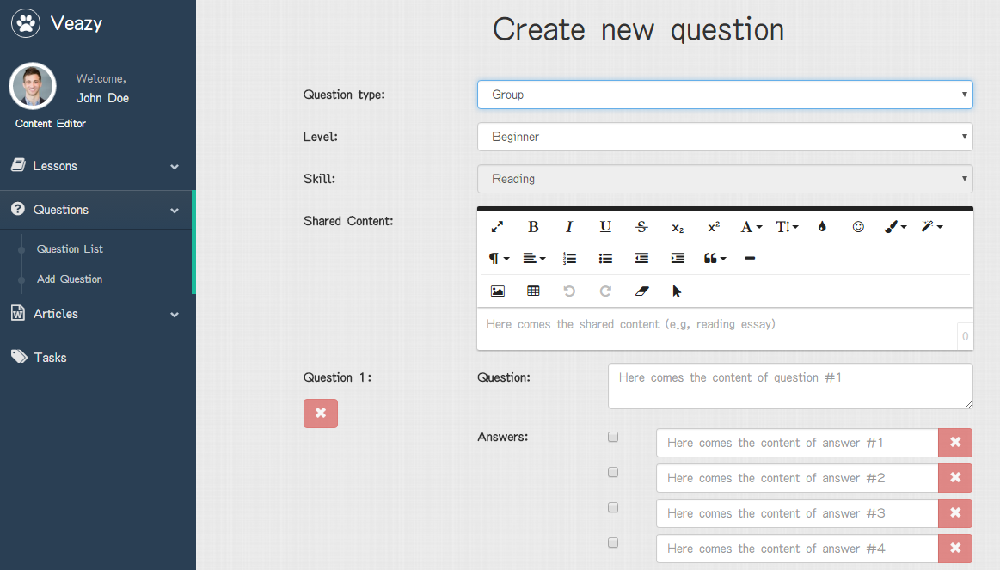 Veazy
Welcome,
John Doe
Content Editor
Lessons
Questions
Question List
Add Question
Articles
Tasks
Create new question
Question type:
Group
Level:
Beginner
Skill:
Reading
Shared Content:
B I U S x₂ x² A T!
Here comes the shared content (e.g, reading essay)
0
Question 1:
Question:
Here comes the content of question #1
Answers:
Here comes the content of answer #1
Here comes the content of answer #2
Here comes the content of answer #3
Here comes the content of answer #4